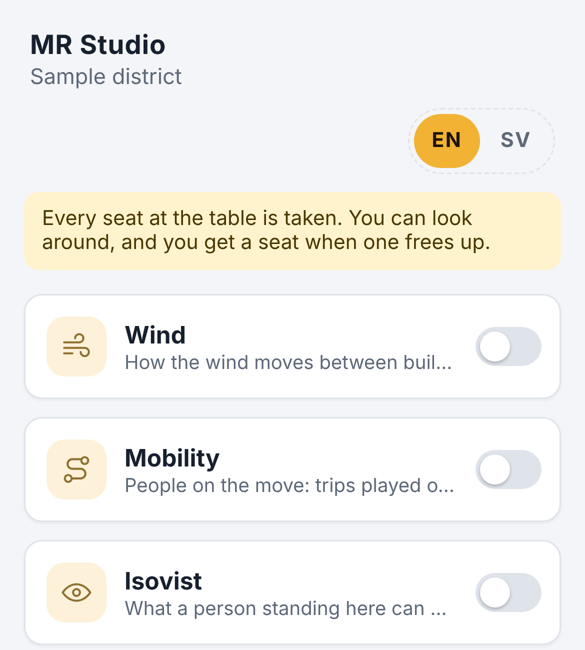 MR Studio
Sample district
EN SV
Every seat at the table is taken. You can look
around, and you get a seat when one frees up.
Wind
How the wind moves between buil...
Mobility
People on the move: trips played o...
Isovist
What a person standing here can ...